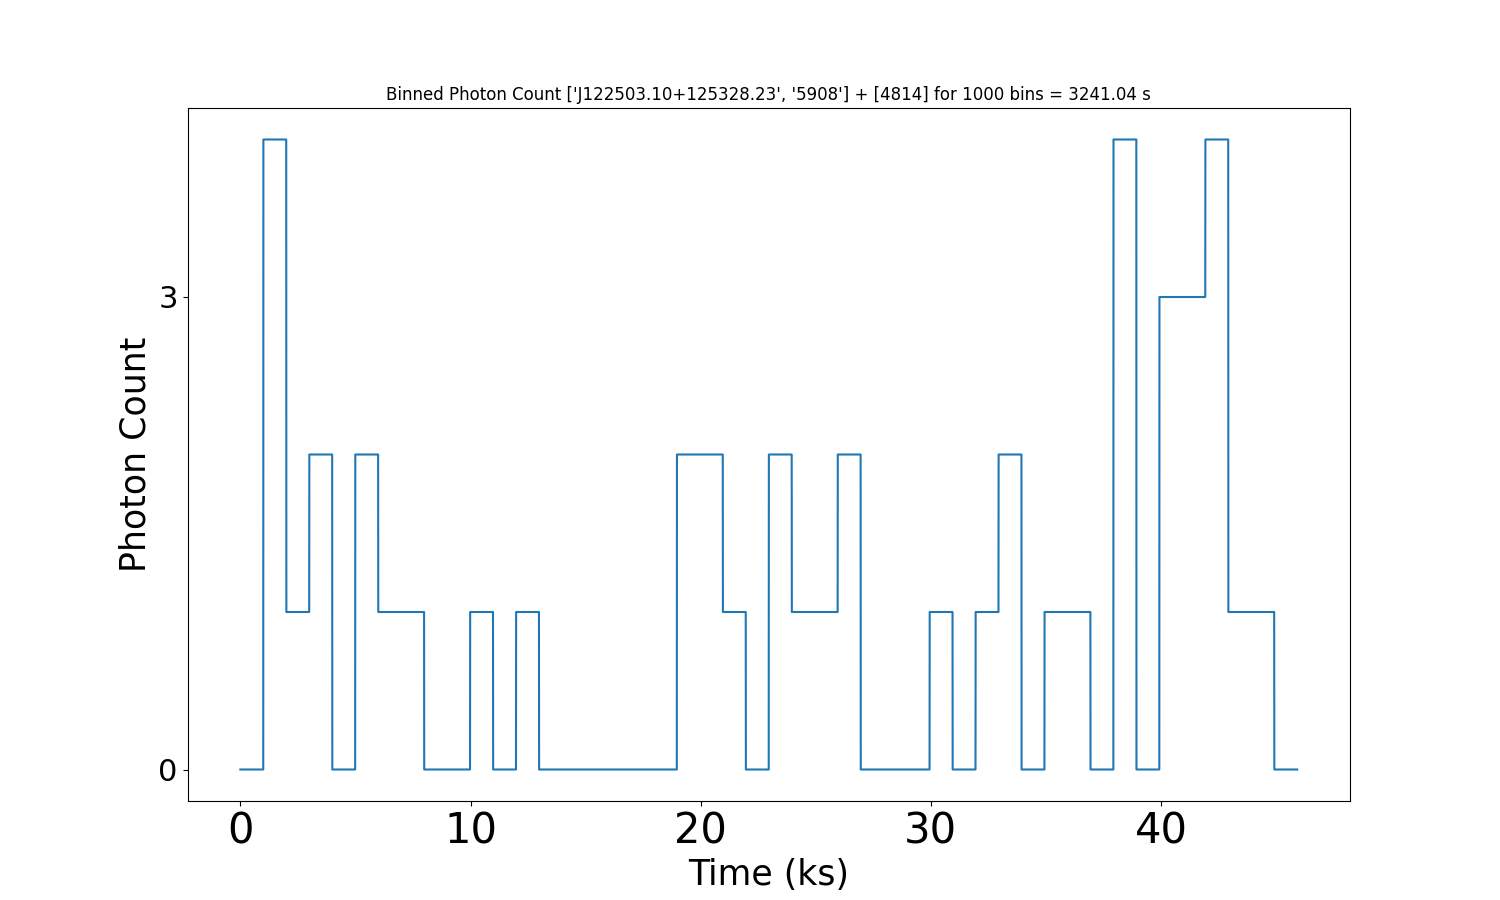 Binned Photon Count ['J122503.10+125328.23', '5908'] + [4814] for 1000 bins = 3241.04 s
Photon Count
3
0
0 10 20 30 40
Time (ks)